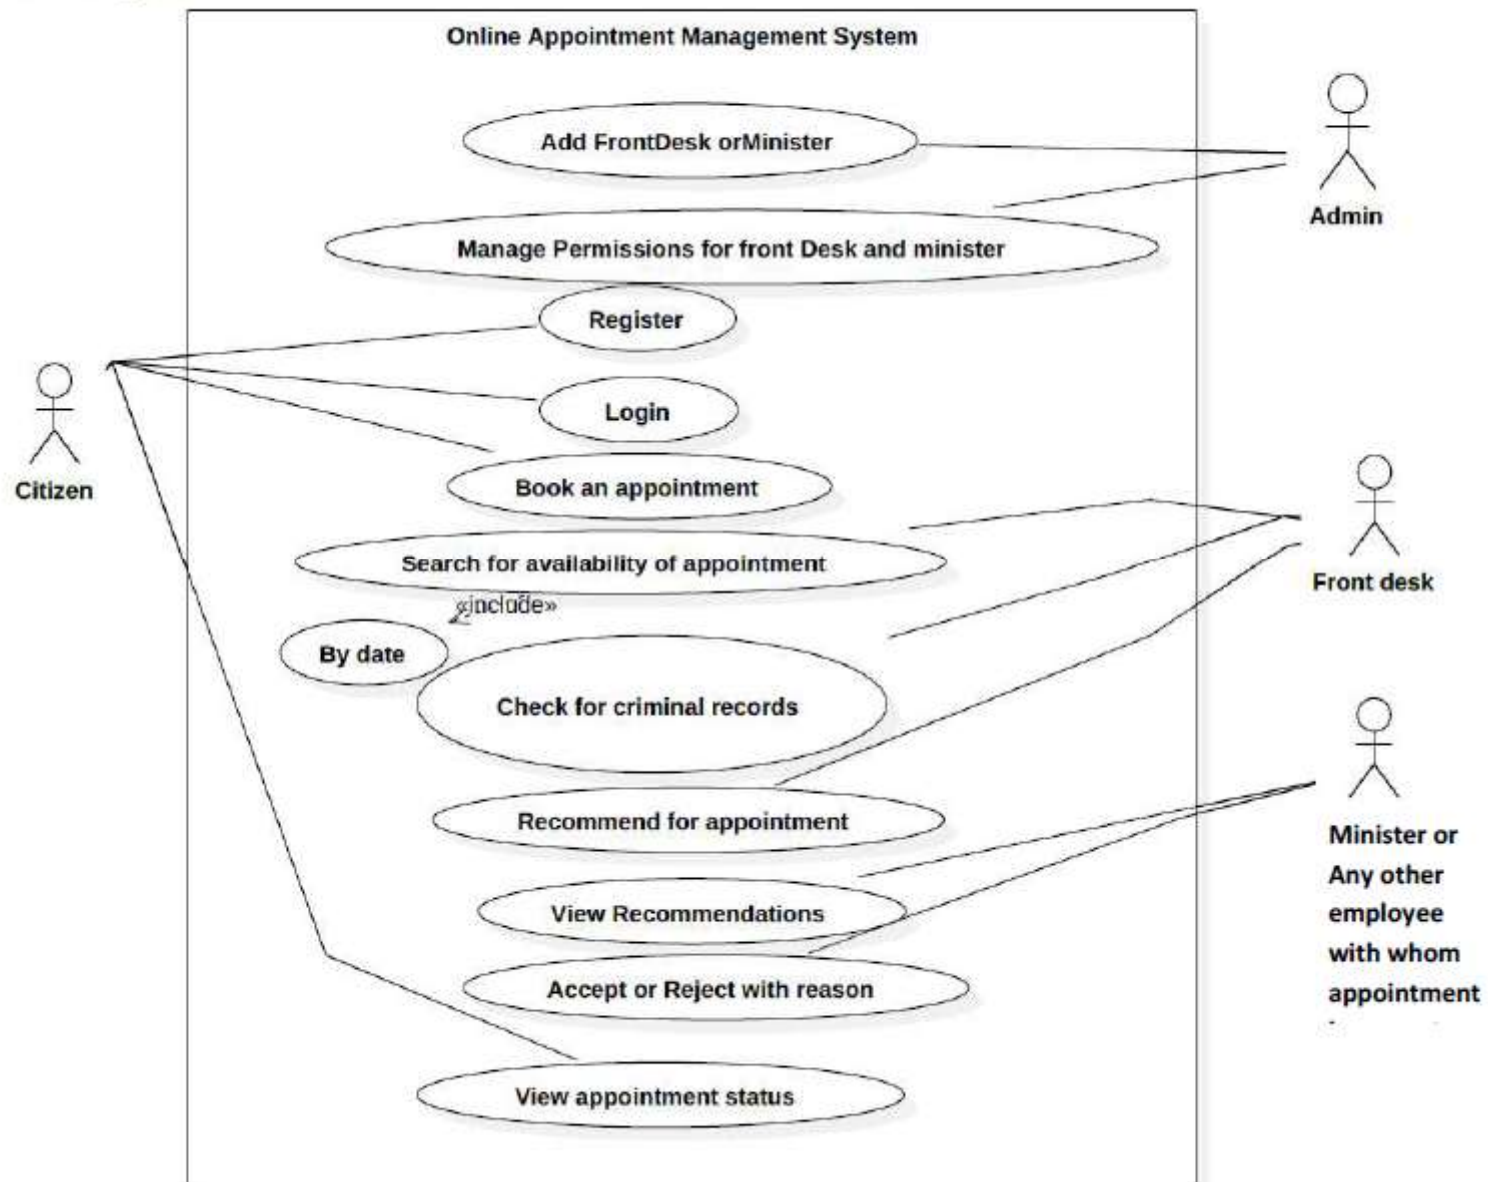 Online Appointment Management System
Add FrontDesk orMinister
Admin
Manage Permissions for front Desk and minister
Register
Login
Citizen
Book an appointment
Search for availability of appointment
«include»
Front desk
By date
Check for criminal records
Recommend for appointment
Minister or
Any other
employee
with whom
appointment
View Recommendations
Accept or Reject with reason
View appointment status